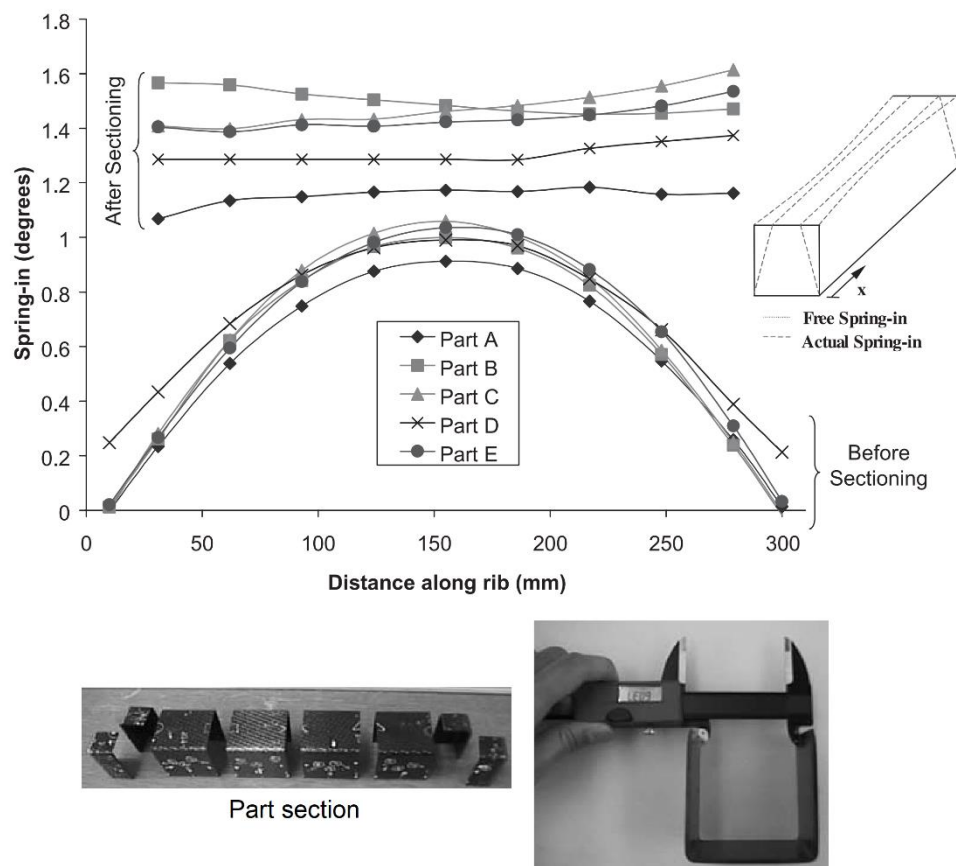 1.8
1.6
1.4
1.2
1
0.8
0.6
0.4
0.2
0
Spring-in (degrees)
After Sectioning
Part A
Part B
Part C
Part D
Part E
x
Free Spring-in
Actual Spring-in
Before
Sectioning
0 50 100 150 200 250 300
Distance along rib (mm)
Part section